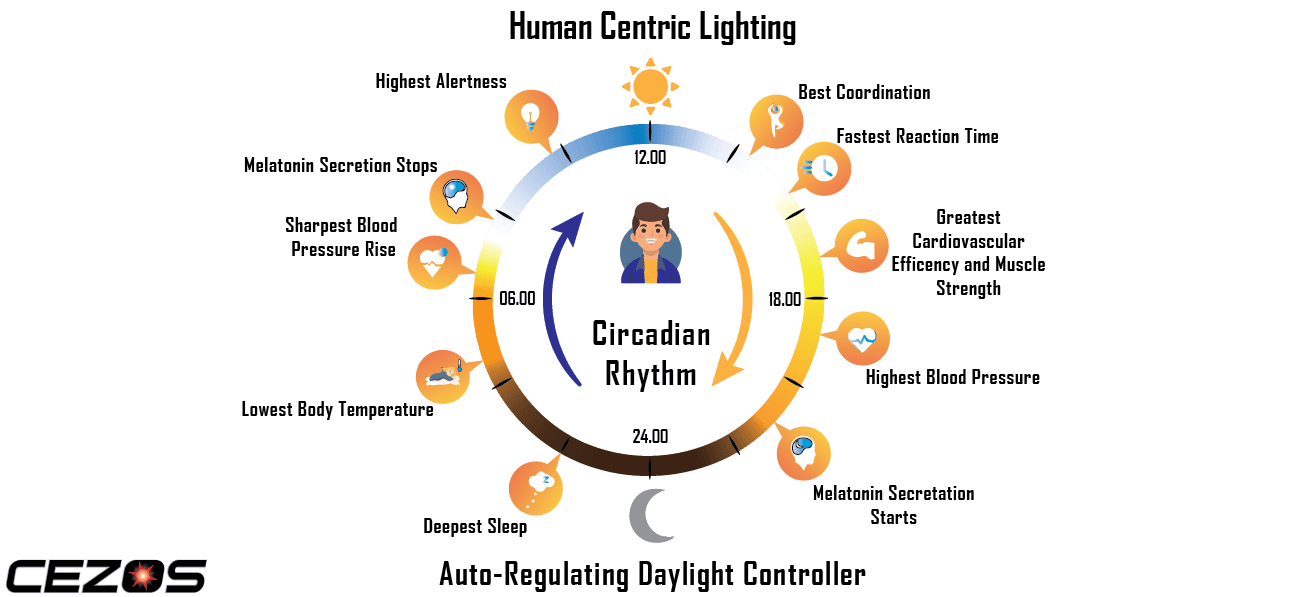 Human Centric Lighting
Highest Alertness
Best Coordination
Fastest Reaction Time
12.00
Melatonin Secretion Stops
Sharpest Blood
Pressure Rise
Greatest
Cardiovascular
Efficency and Muscle
Strength
06.00
18.00
Circadian
Rhythm
Highest Blood Pressure
Lowest Body Temperature
24.00
z
Melatonin Secretation
Starts
Deepest Sleep
CEZOS
Auto-Regulating Daylight Controller